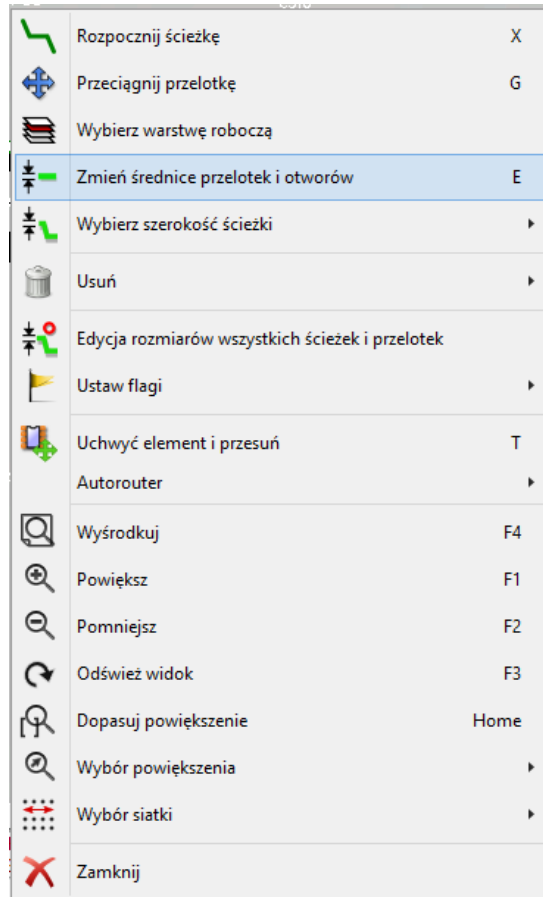 Rozpocznij ścieżkę X
Przeciągnij przelotkę G
Wybierz warstwę roboczą
Zmień średnice przelotek i otworów E
Wybierz szerokość ścieżki
Usuń
Edycja rozmiarów wszystkich ścieżek i przelotek
Ustaw flagi
Uchwyć element i przesuń T
Autorouter
Wyśrodkuj F4
Powiększ F1
Pomniejsz F2
Odśwież widok F3
Dopasuj powiększenie Home
Wybór powiększenia
Wybór siatki
Zamknij